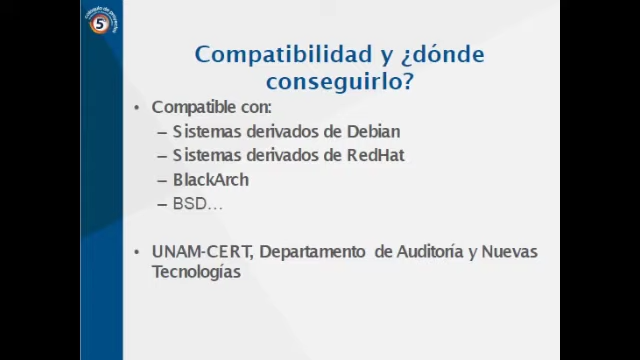 5
Compatibilidad y ¿dónde
conseguirlo?
• Compatible con:
– Sistemas derivados de Debian
– Sistemas derivados de RedHat
– BlackArch
– BSD...
• UNAM-CERT, Departamento de Auditoría y Nuevas
Tecnologías